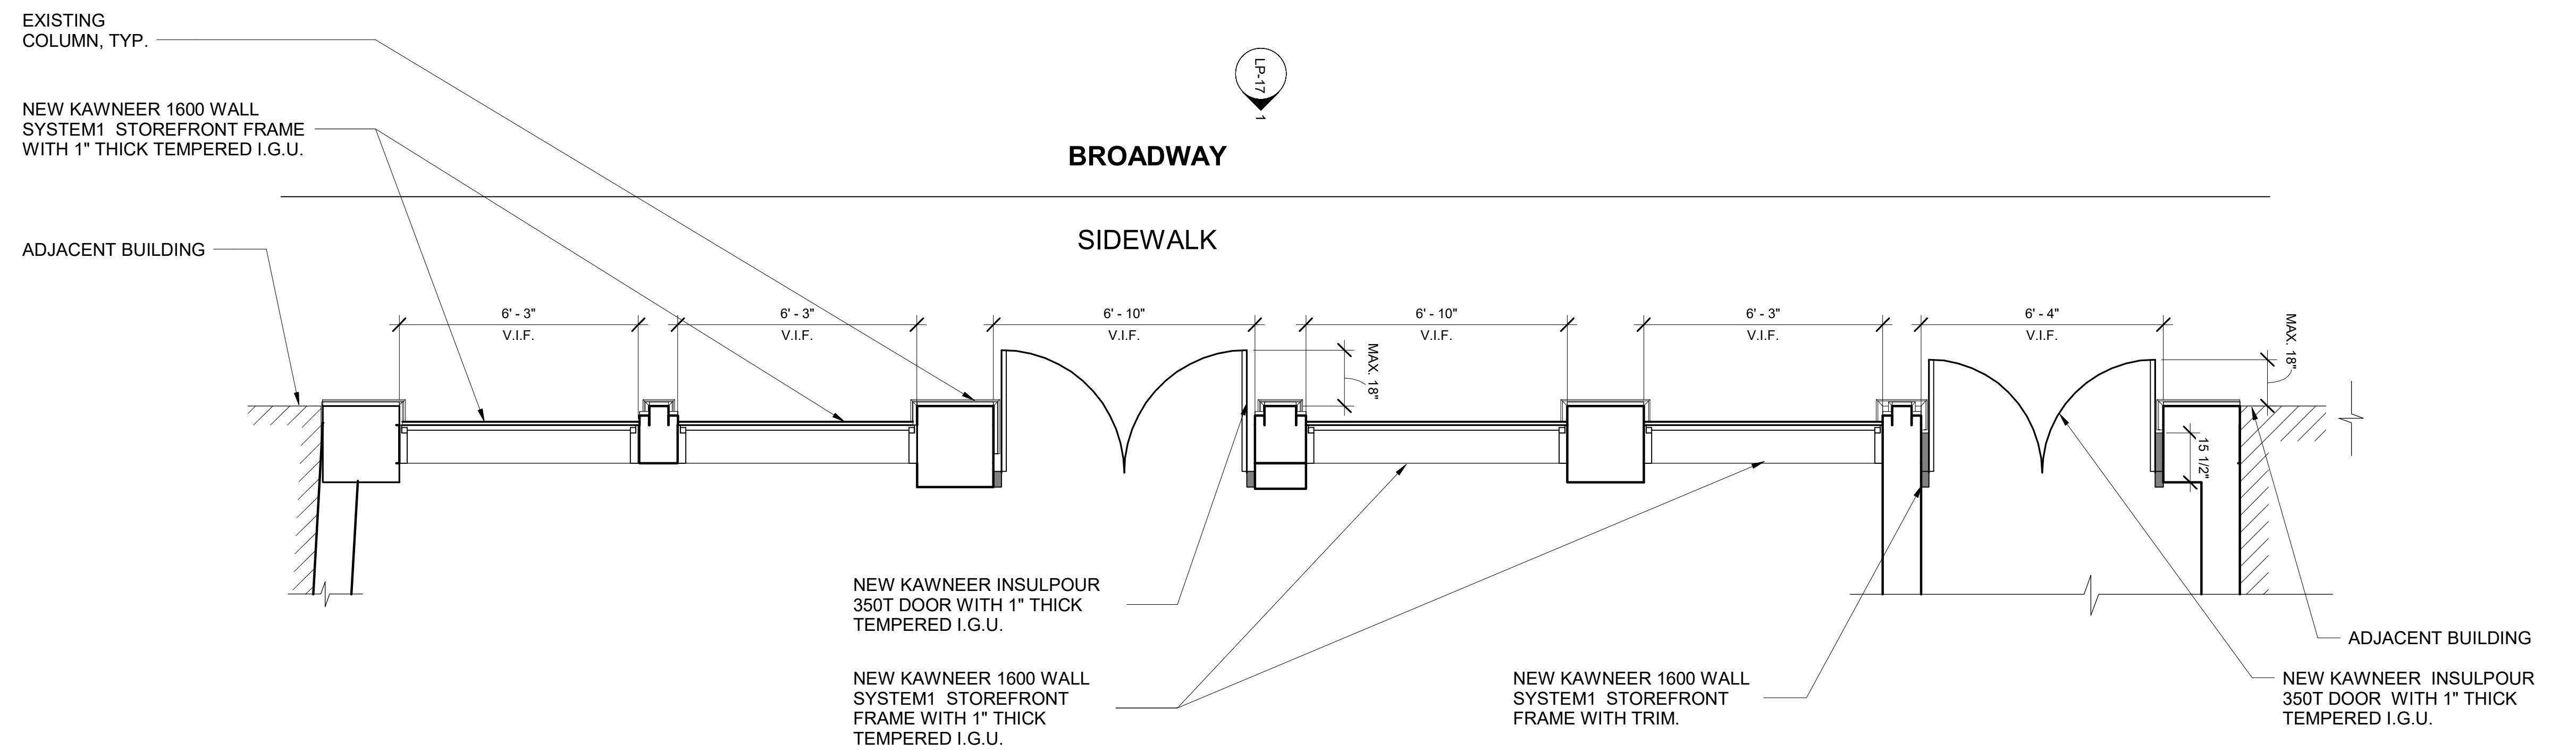 EXISTING
COLUMN, TYP.
NEW KAWNEER 1600 WALL
SYSTEM1 STOREFRONT FRAME
WITH 1" THICK TEMPERED I.G.U.
ADJACENT BUILDING
LP-17
1
BROADWAY
SIDEWALK
6' - 3"
V.I.F.
6' - 3"
V.I.F.
6' - 10"
V.I.F.
6' - 10"
V.I.F.
6' - 3"
V.I.F.
6' - 4"
V.I.F.
MAX. 18"
MAX. 18"
15 1/2"
NEW KAWNEER INSULPOUR
350T DOOR WITH 1" THICK
TEMPERED I.G.U.
NEW KAWNEER 1600 WALL
SYSTEM1 STOREFRONT
FRAME WITH 1" THICK
TEMPERED I.G.U.
NEW KAWNEER 1600 WALL
SYSTEM1 STOREFRONT
FRAME WITH TRIM.
ADJACENT BUILDING
NEW KAWNEER INSULPOUR
350T DOOR WITH 1" THICK
TEMPERED I.G.U.